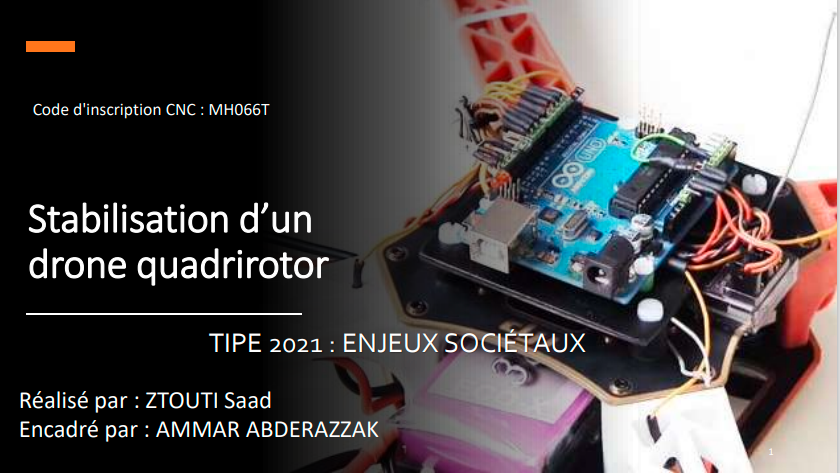 Code d'inscription CNC : MH066T
Stabilisation d'un
drone quadrirotor
TIPE 2021 : ENJEUX SOCIÉTAUX
Réalisé par : ZTOUTI Saad
Encadré par : AMMAR ABDERAZZAK
UNO
1